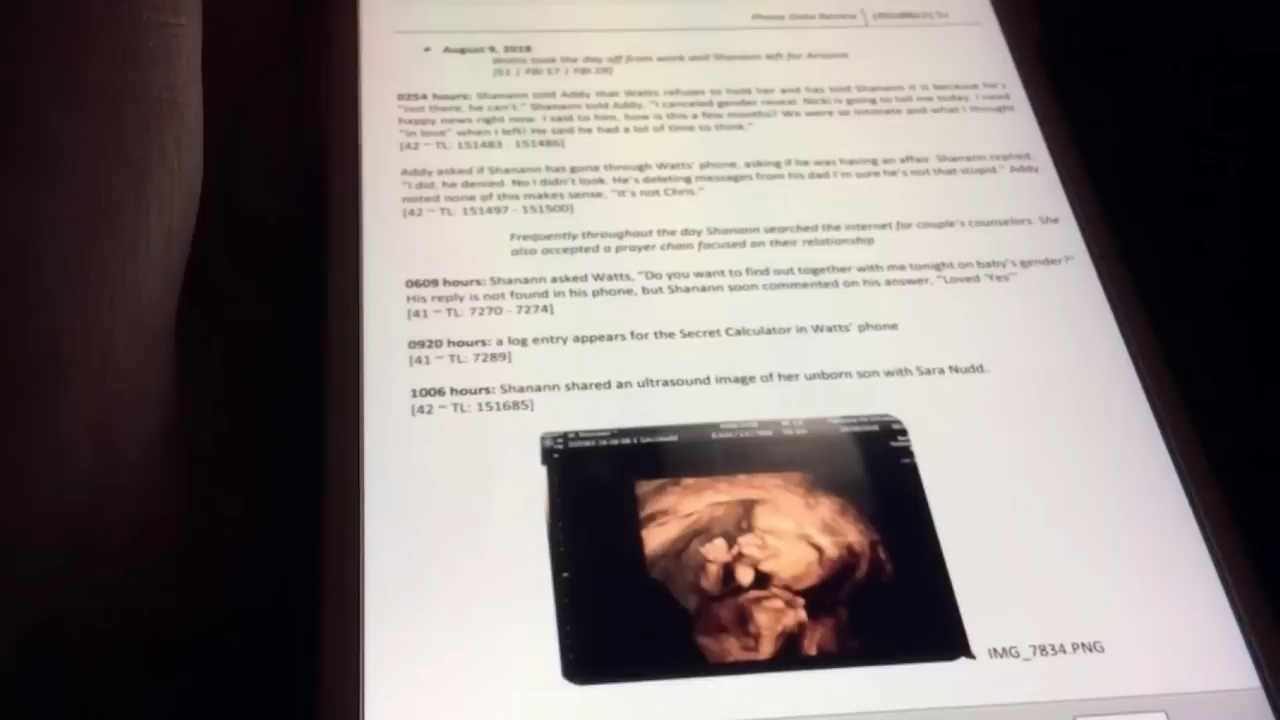 Phone Data Review
August 9, 2018
Watts took the day off from work and Shanann left for Arizona
0254 hours: Shanann told Addy that Watts refuses to hold her and has told Shanann it is because he's
"not there, he can't." Shanann told Addy, "I canceled gender reveal. Nicki is going to tell me today. I need
happy news right now. I said to him, how is this a few months? We were so intimate and what I thought
"in love" when I left! He said he had a lot of time to think."
[42 ~ TL: 151483 - 151486]
Addy asked if Shanann has gone through Watts' phone, asking if he was having an affair. Shanann replied,
"I did, he denied. No I didn't look. He's deleting messages from his dad I'm sure he's not that stupid." Addy
noted none of this makes sense, "it's not Chris."
[42 ~ TL: 151497 - 151500]
Frequently throughout the day Shanann searched the internet for couple's counselors. She
also accepted a prayer chain focused on their relationship
0609 hours: Shanann asked Watts, "Do you want to find out together with me tonight on baby's gender?"
His reply is not found in his phone, but Shanann soon commented on his answer, "Loved 'Yes'"
[41 ~ TL: 7270 - 7274]
0920 hours: a log entry appears for the Secret Calculator in Watts' phone
[41 ~ TL: 7289]
1006 hours: Shanann shared an ultrasound image of her unborn son with Sara Nudd.
[42 ~ TL: 151685]
IMG_7834.PNG